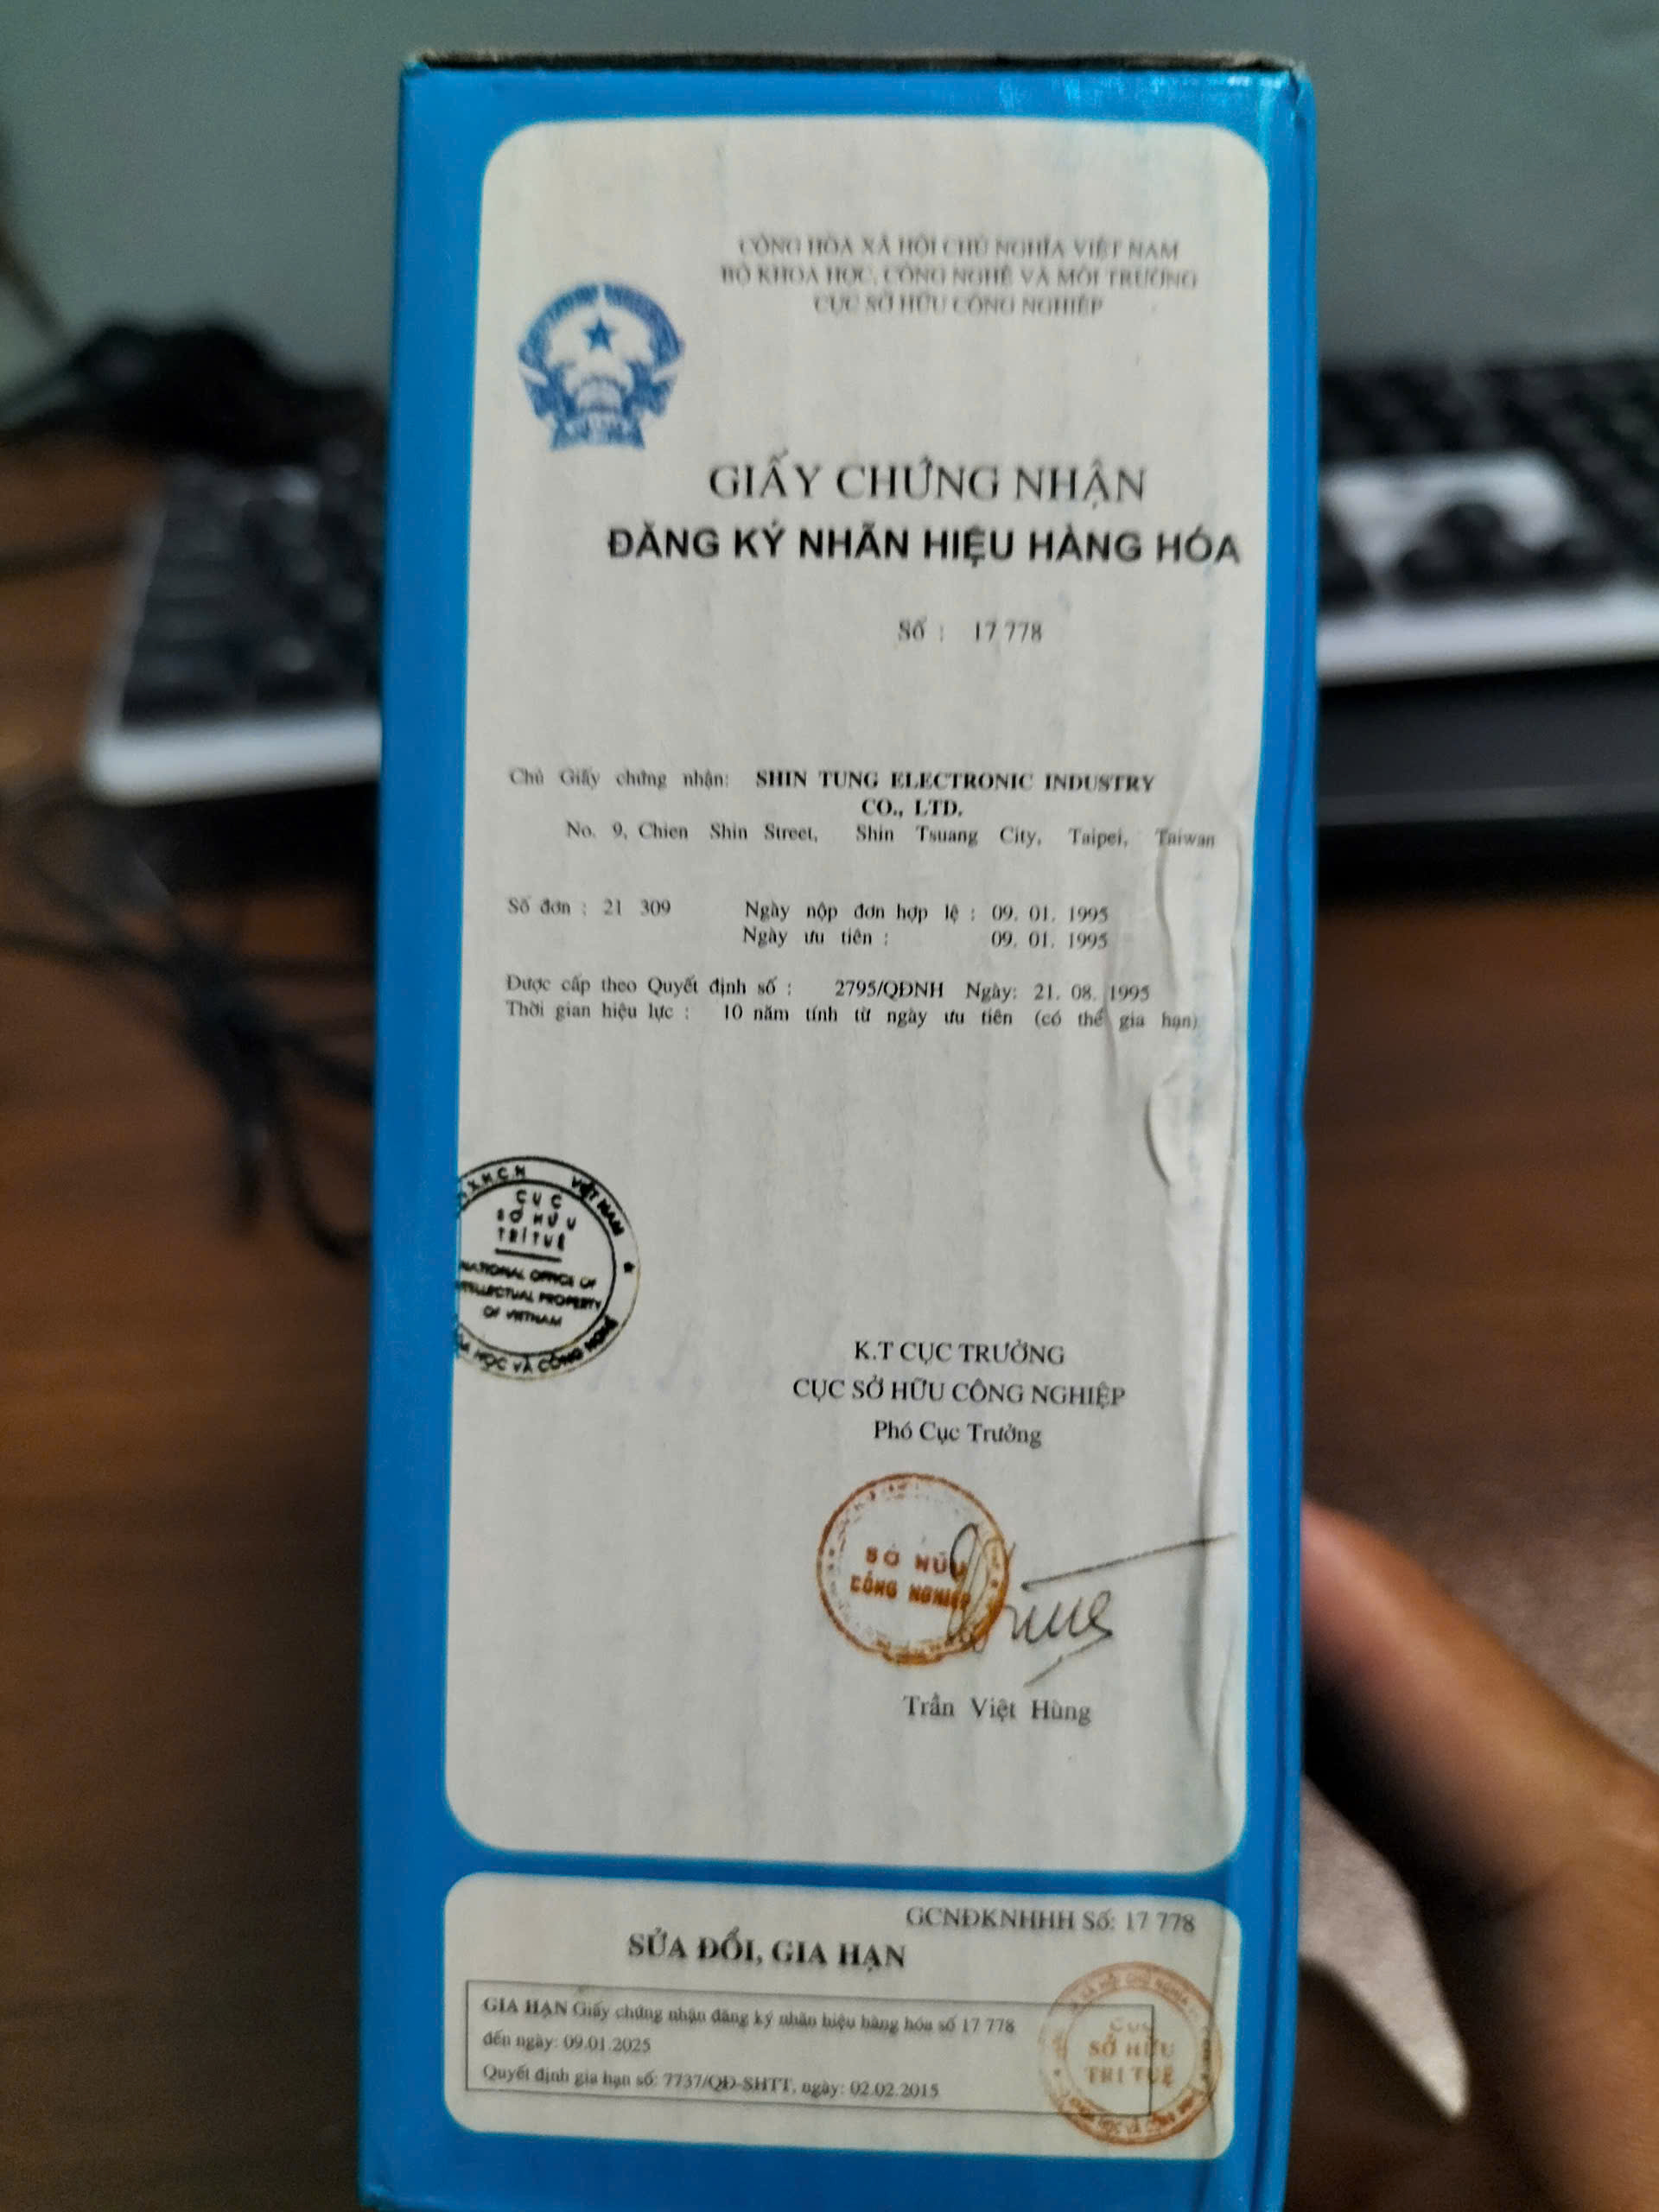 CỘNG HÒA XÃ HỘI CHỦ NGHĨA VIỆT NAM
BỘ KHOA HỌC, CÔNG NGHỆ VÀ MÔI TRƯỜNG
CỤC SỞ HỮU CÔNG NGHIỆP
GIẤY CHỨNG NHẬN
ĐĂNG KÝ NHÃN HIỆU HÀNG HÓA
Số : 17 778
Chủ Giấy chứng nhận: SHIN TUNG ELECTRONIC INDUSTRY
CO., LTD.
No. 9, Chien Shin Street, Shin Tsuang City, Taipei, Taiwan
Số đơn : 21 309 Ngày nộp đơn hợp lệ : 09. 01. 1995
Ngày ưu tiên : 09. 01. 1995
Được cấp theo Quyết định số : 2795/QĐNH Ngày: 21. 08. 1995
Thời gian hiệu lực : 10 năm tính từ ngày ưu tiên (có thể gia hạn)
X.H.C.N VIỆT NAM
CỤC
SỞ HỮU
TRÍ TUỆ
NATIONAL OFFICE OF
INTELLECTUAL PROPERTY
OF VIETNAM
HỌC VÀ CÔNG NGHỆ
K.T CỤC TRƯỞNG
CỤC SỞ HỮU CÔNG NGHIỆP
Phó Cục Trưởng
SỞ HỮU
CÔNG NGHIỆP
Trần Việt Hùng
GCNĐKNHHH Số: 17 778
SỬA ĐỔI, GIA HẠN
GIA HẠN Giấy chứng nhận đăng ký nhãn hiệu hàng hóa số 17 778
đến ngày: 09.01.2025
Quyết định gia hạn số: 7737/QĐ-SHTT, ngày: 02.02.2015
CỤC
SỞ HỮU
TRÍ TUỆ